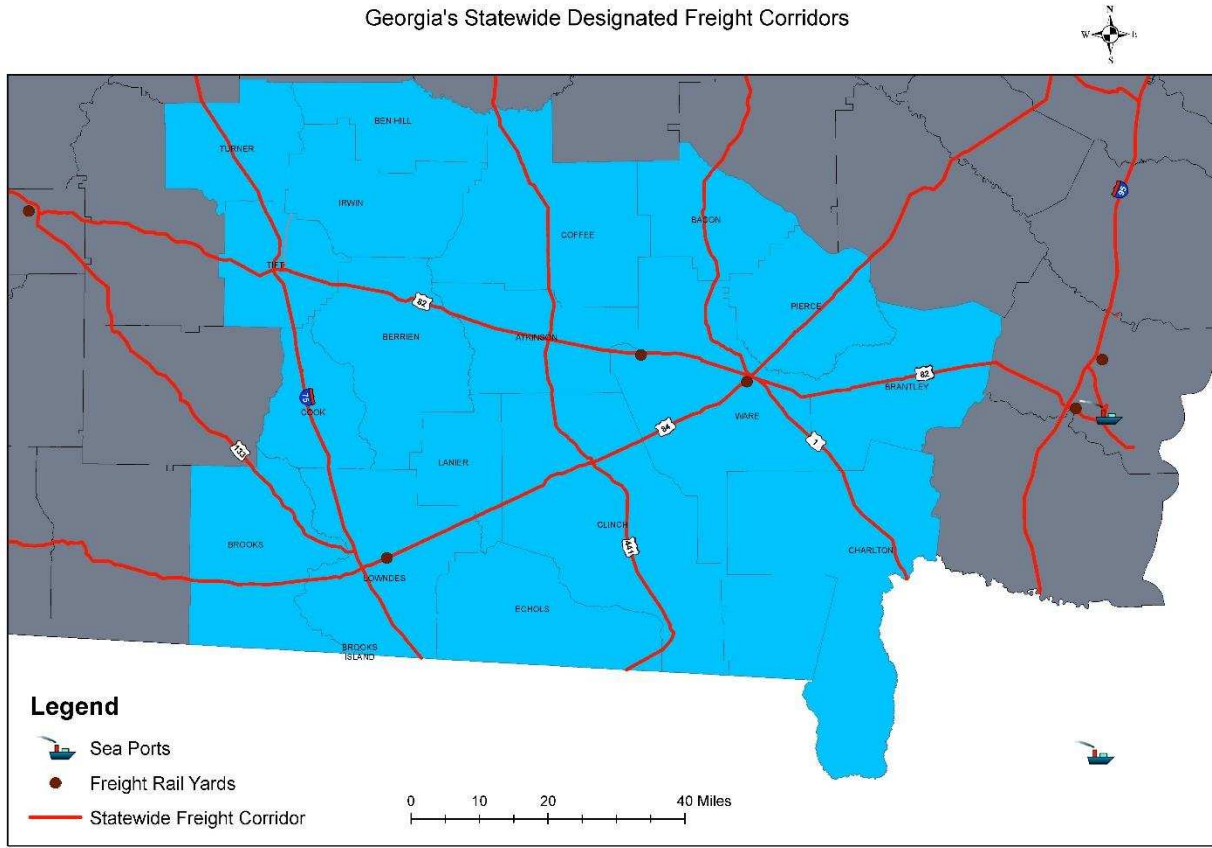 Georgia's Statewide Designated Freight Corridors
N
W
E
S
BEN HILL
TURNER
95
IRWIN
BACON
COFFEE
TIFT
82
PIERCE
BERRIEN
ATKINSON
82
BRANTLEY
75
COOK
WARE
84
1
133
LANIER
CLINCH
BROOKS
441
CHARLTON
LOWNDES
ECHOLS
BROOKS
ISLAND
Legend
Sea Ports
Freight Rail Yards
Statewide Freight Corridor
0 10 20 40 Miles